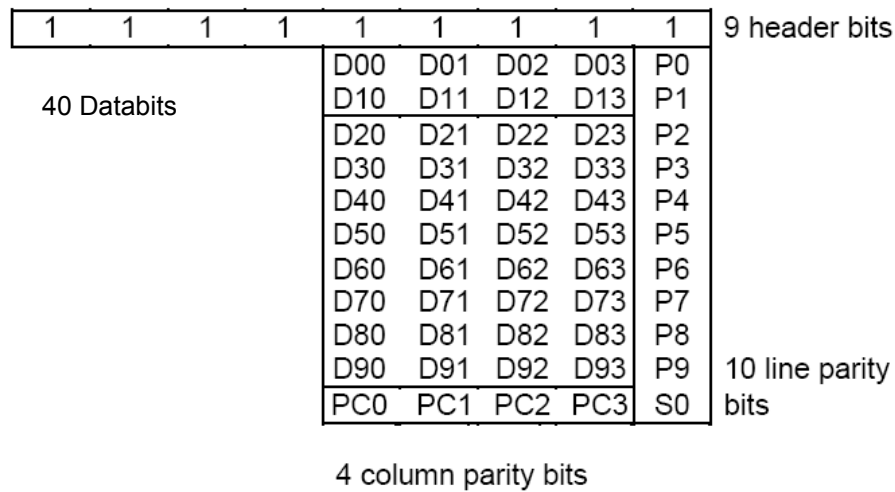 1 1 1 1 1 1 1 1 1 9 header bits
D00 D01 D02 D03 P0
40 Databits D10 D11 D12 D13 P1
D20 D21 D22 D23 P2
D30 D31 D32 D33 P3
D40 D41 D42 D43 P4
D50 D51 D52 D53 P5
D60 D61 D62 D63 P6
D70 D71 D72 D73 P7
D80 D81 D82 D83 P8
D90 D91 D92 D93 P9 10 line parity
PC0 PC1 PC2 PC3 S0 bits
4 column parity bits